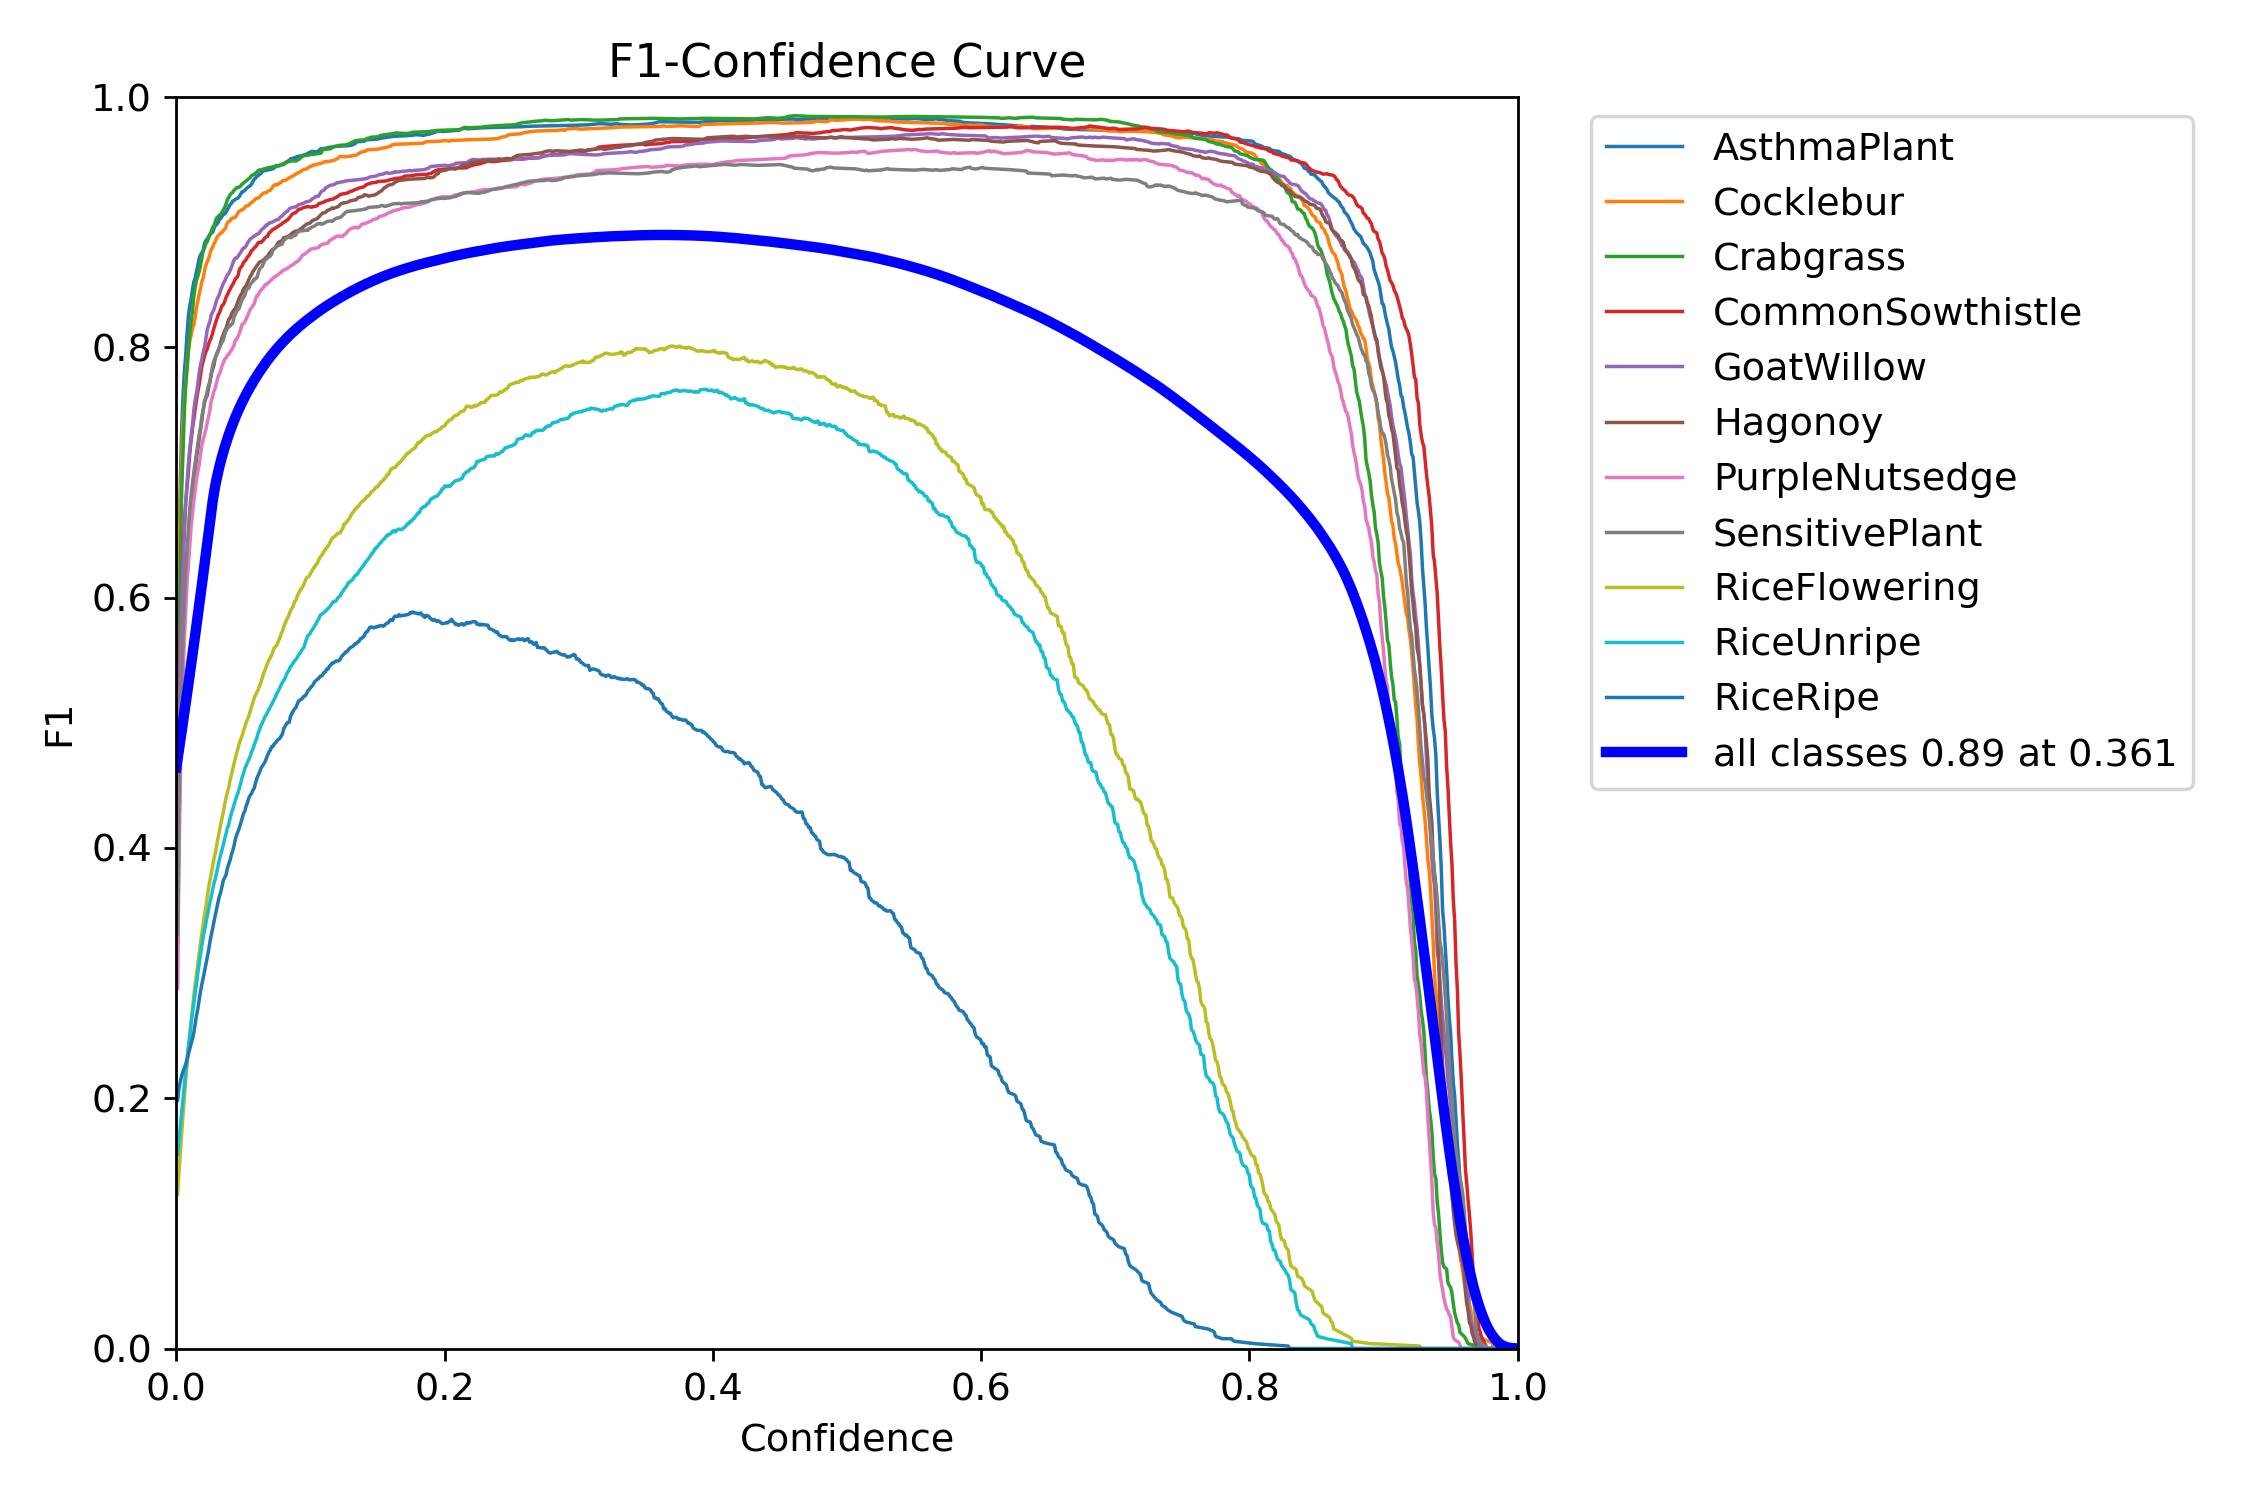 F1-Confidence Curve
1.0
0.8
0.6
0.4
0.2
0.0
F1
0.0 0.2 0.4 0.6 0.8 1.0
Confidence
AsthmaPlant
Cocklebur
Crabgrass
CommonSowthistle
GoatWillow
Hagonoy
PurpleNutsedge
SensitivePlant
RiceFlowering
RiceUnripe
RiceRipe
all classes 0.89 at 0.361